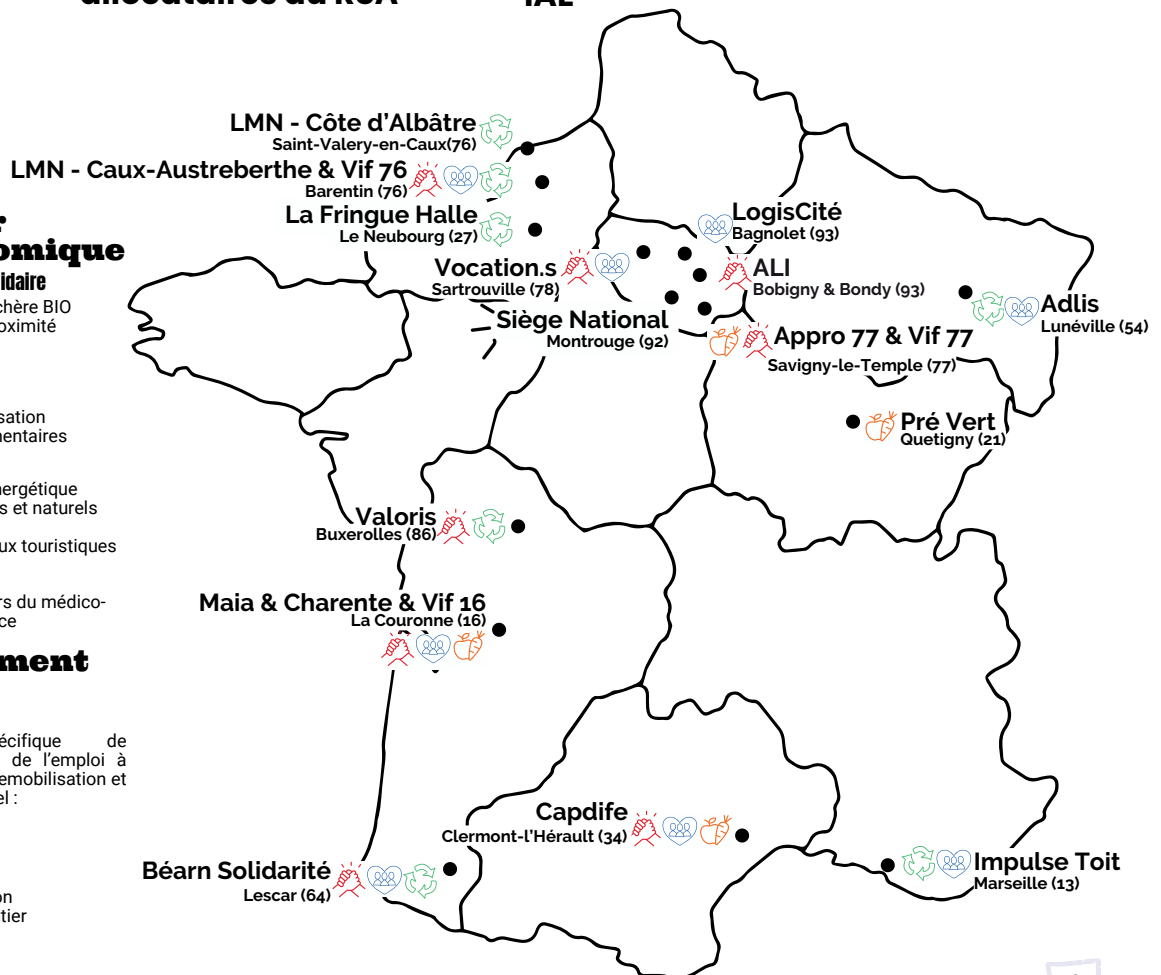 IAL
LMN - Côte d'Albâtre
Saint-Valery-en-Caux(76)
LMN - Caux-Austreberthe & Vif 76
Barentin (76)
La Fringue Halle
Le Neubourg (27)
LogisCité
Bagnolet (93)
Vocation.s
Sartrouville (78)
ALI
Bobigny & Bondy (93)
Siège National
Montrouge (92)
Appro 77 & Vif 77
Savigny-le-Temple (77)
Adlis
Lunéville (54)
Pré Vert
Quetigny (21)
Valoris
Buxerolles (86)
Maia & Charente & Vif 16
La Couronne (16)
Capdife
Clermont-l'Hérault (34)
Béarn Solidarité
Lescar (64)
Impulse Toit
Marseille (13)
omique
idaire
chère BIO
oximité
sation
nentaires
nergétique
s et naturels
ux touristiques
rs du médico-
ce
ment
écifique de
de l'emploi à
emobilisation et
el :
on
tier